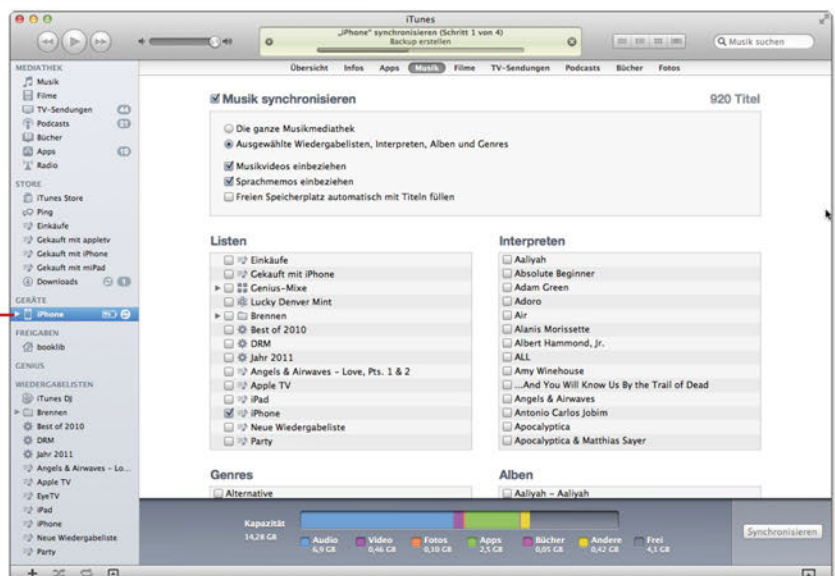 iTunes
„iPhone“ synchronisieren (Schritt 1 von 4)
Backup erstellen
Musik suchen
Übersicht Infos Apps Musik Filme TV-Sendungen Podcasts Bücher Fotos
MEDIATHEK
Musik
Filme
TV-Sendungen
Podcasts
Bücher
Apps
Radio
STORE
iTunes Store
Ping
Einkäufe
Gekauft mit appletv
Gekauft mit iPhone
Gekauft mit miPad
Downloads
GERÄTE
iPhone
FREIGABEN
booklib
GENIUS
WIEDERGABELISTEN
iTunes DJ
Brennen
Best of 2010
DRM
Jahr 2011
Angels & Airwaves – Lo...
Apple TV
EyeTV
iPad
iPhone
Neue Wiedergabeliste
Party
Musik synchronisieren 920 Titel
Die ganze Musikmediathek
Ausgewählte Wiedergabelisten, Interpreten, Alben und Genres
Musikvideos einbeziehen
Sprachmemos einbeziehen
Freien Speicherplatz automatisch mit Titeln füllen
Listen
Einkäufe
Gekauft mit iPhone
Genius-Mixe
Lucky Denver Mint
Brennen
Best of 2010
DRM
Jahr 2011
Angels & Airwaves – Love, Pts. 1 & 2
Apple TV
iPad
iPhone
Neue Wiedergabeliste
Party
Interpreten
Aaliyah
Absolute Beginner
Adam Green
Adoro
Air
Alanis Morissette
Albert Hammond, Jr.
ALL
Amy Winehouse
...And You Will Know Us By the Trail of Dead
Angels & Airwaves
Antonio Carlos Jobim
Apocalyptica
Apocalyptica & Matthias Sayer
Genres
Alternative
Alben
Aaliyah – Aaliyah
Kapazität
14,28 GB
Audio
6,9 GB
Video
0,46 GB
Fotos
0,10 GB
Apps
2,5 GB
Bücher
0,05 GB
Andere
0,42 GB
Frei
4,1 GB
Synchronisieren